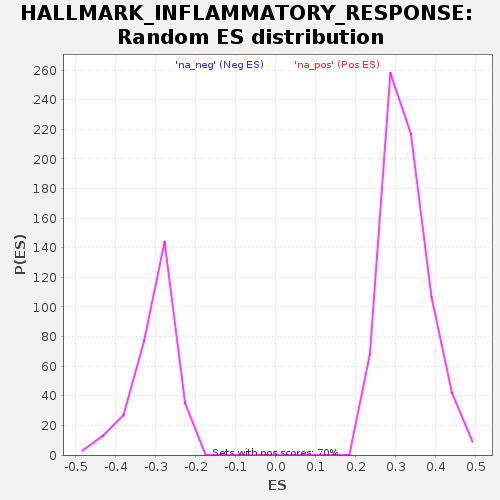 HALLMARK_INFLAMMATORY_RESPONSE:
Random ES distribution
'na_neg' (Neg ES)
'na_pos' (Pos ES)
260
240
220
200
180
160
140
120
100
80
60
40
20
0
P(ES)
Sets with pos scores: 70%
-0.5 -0.4 -0.3 -0.2 -0.1 0.0 0.1 0.2 0.3 0.4 0.5
ES